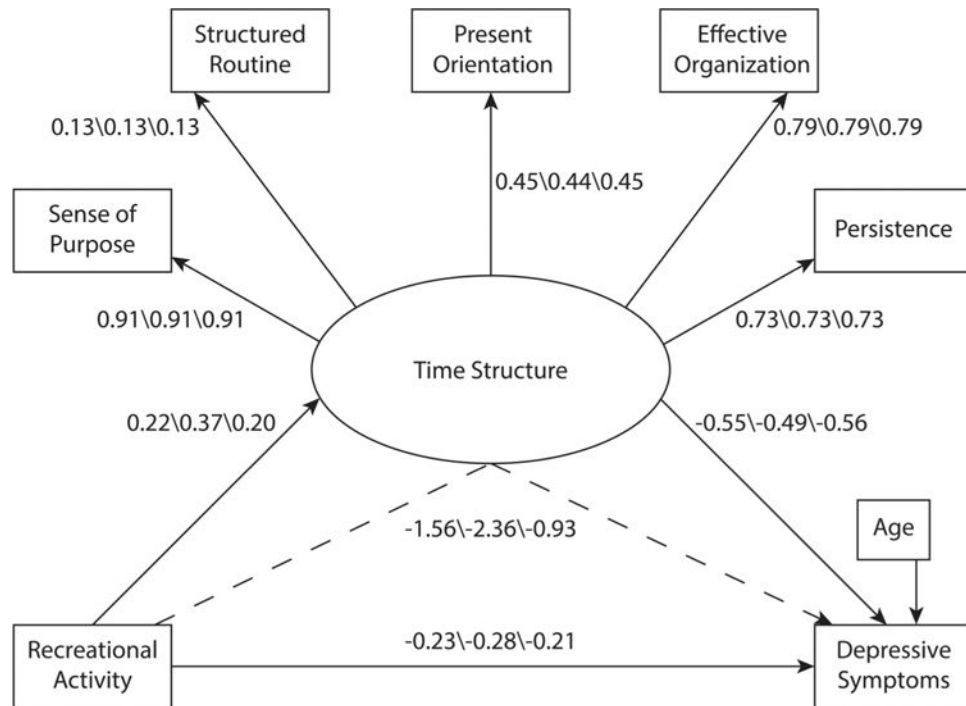 Structured
Routine
Present
Orientation
Effective
Organization
0.13\0.13\0.13
0.79\0.79\0.79
0.45\0.44\0.45
Sense of
Purpose
Persistence
0.91\0.91\0.91
0.73\0.73\0.73
Time Structure
0.22\0.37\0.20
-0.55\-0.49\-0.56
-1.56\-2.36\-0.93
Age
-0.23\-0.28\-0.21
Recreational
Activity
Depressive
Symptoms